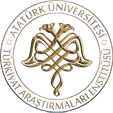 ATATÜRK ÜNİVERSİTESİ
TÜRKİYAT ARAŞTIRMALARI ENSTİTÜSÜ